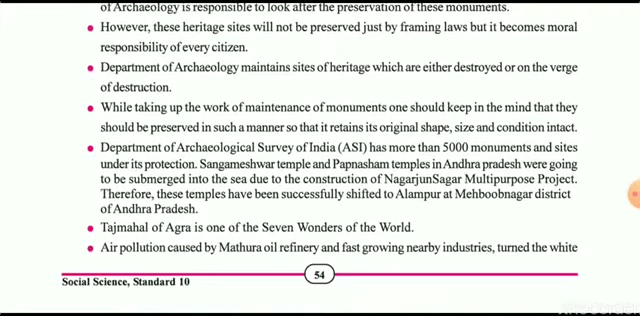 of Archaeology is responsible to look after the preservation of these monuments.
However, these heritage sites will not be preserved just by framing laws but it becomes moral
responsibility of every citizen.
Department of Archaeology maintains sites of heritage which are either destroyed or on the verge
of destruction.
While taking up the work of maintenance of monuments one should keep in the mind that they
should be preserved in such a manner so that it retains its original shape, size and condition intact.
Department of Archaeological Survey of India (ASI) has more than 5000 monuments and sites
under its protection. Sangameshwar temple and Papnasham temples in Andhra pradesh were going
to be submerged into the sea due to the construction of NagarjunSagar Multipurpose Project.
Therefore, these temples have been successfully shifted to Alampur at Mehboobnagar district
of Andhra Pradesh.
Tajmahal of Agra is one of the Seven Wonders of the World.
Air pollution caused by Mathura oil refinery and fast growing nearby industries, turned the white
54
Social Science, Standard 10